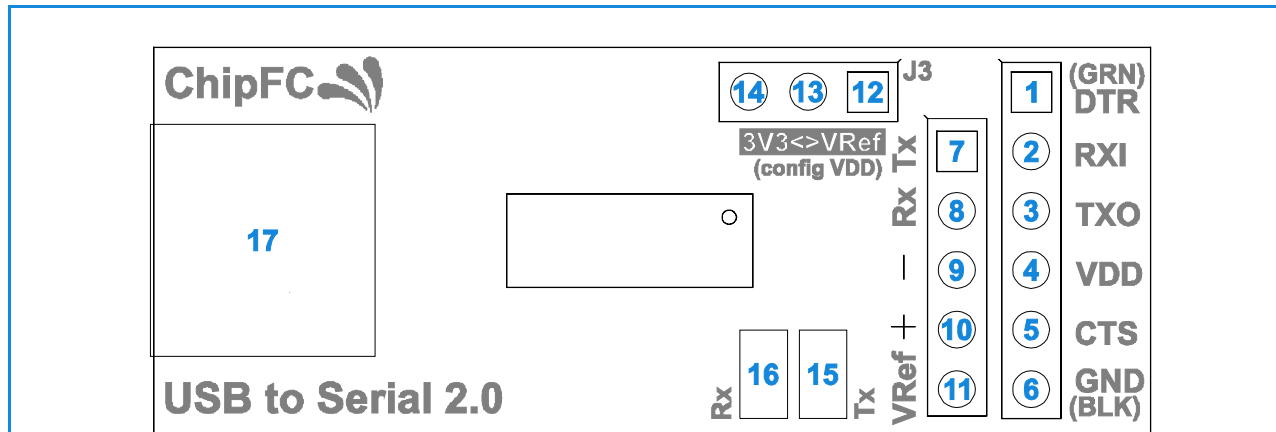 ChipFC
14 13 12 J3
3V3<>VRef
(config VDD)
17
USB to Serial 2.0
16 15
Rx Tx
Tx 7
Rx 8
– 9
+ 10
VRef 11
(GRN)
1 DTR
2 RXI
3 TXO
4 VDD
5 CTS
6 GND
(BLK)